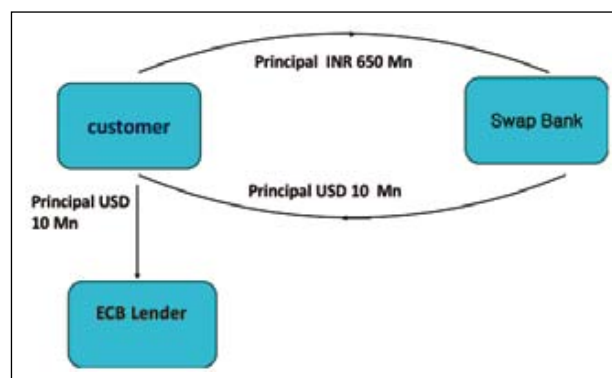 Principal INR 650 Mn
customer
Swap Bank
Principal USD 10 Mn
Principal USD
10 Mn
ECB Lender